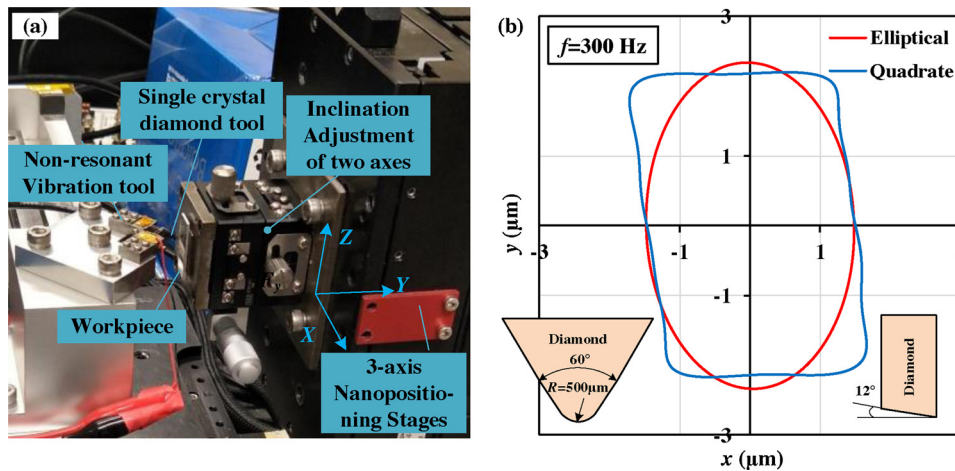 (a)
Single crystal
diamond tool
Inclination
Adjustment
of two axes
Non-resonant
Vibration tool
Z
Y
X
Workpiece
3-axis
Nanopositio-
ning Stages
(b)
3
f=300 Hz
Elliptical
Quadrate
1
y (μm)
-3
-1
1
-1
Diamond
60°
R=500μm
12°
Diamond
-3
x (μm)